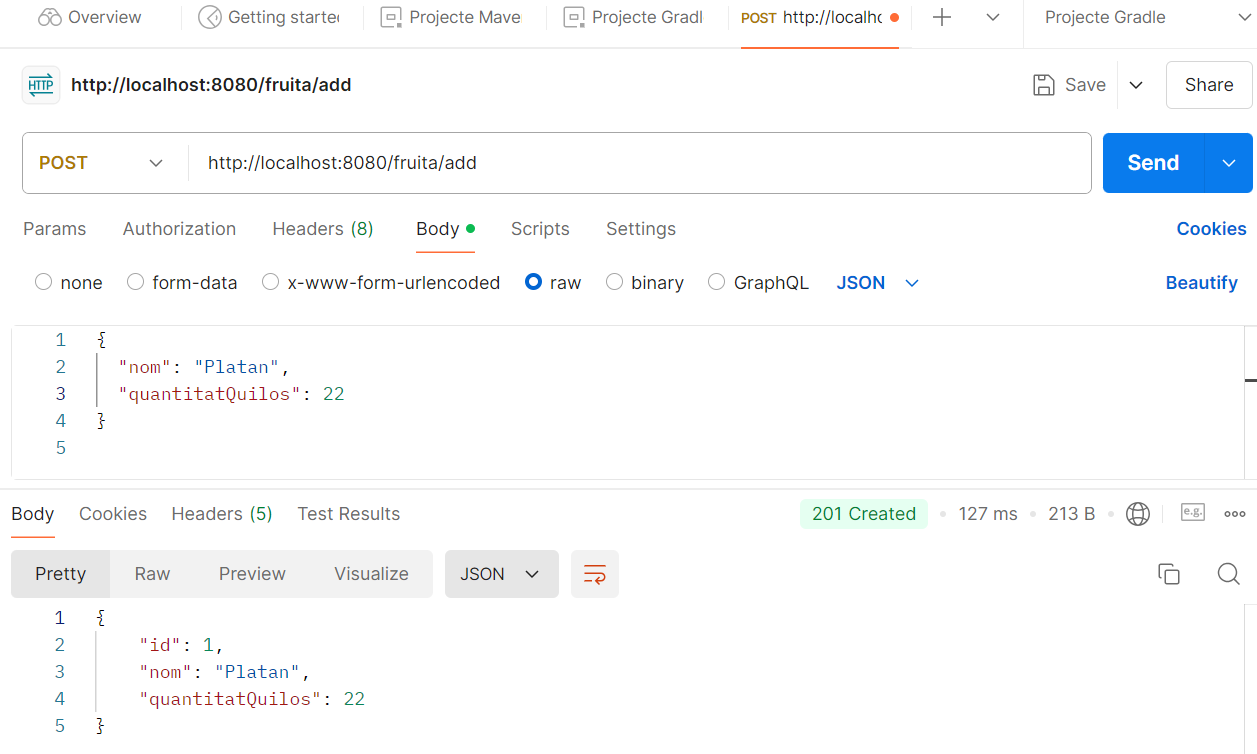 Overview Getting starte Projecte Mave Projecte Gradl POST http://localhc Projecte Gradle
HTTP http://localhost:8080/fruita/add Save Share
POST http://localhost:8080/fruita/add Send
Params Authorization Headers (8) Body Scripts Settings Cookies
none form-data x-www-form-urlencoded raw binary GraphQL JSON Beautify
1 {
2 "nom": "Platan",
3 "quantitatQuilos": 22
4 }
5
Body Cookies Headers (5) Test Results 201 Created 127 ms 213 B e.g.
Pretty Raw Preview Visualize JSON
1 {
2 "id": 1,
3 "nom": "Platan",
4 "quantitatQuilos": 22
5 }